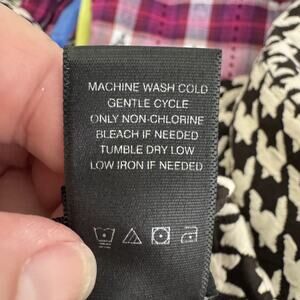 MACHINE WASH COLD
GENTLE CYCLE
ONLY NON-CHLORINE
BLEACH IF NEEDED
TUMBLE DRY LOW
LOW IRON IF NEEDED